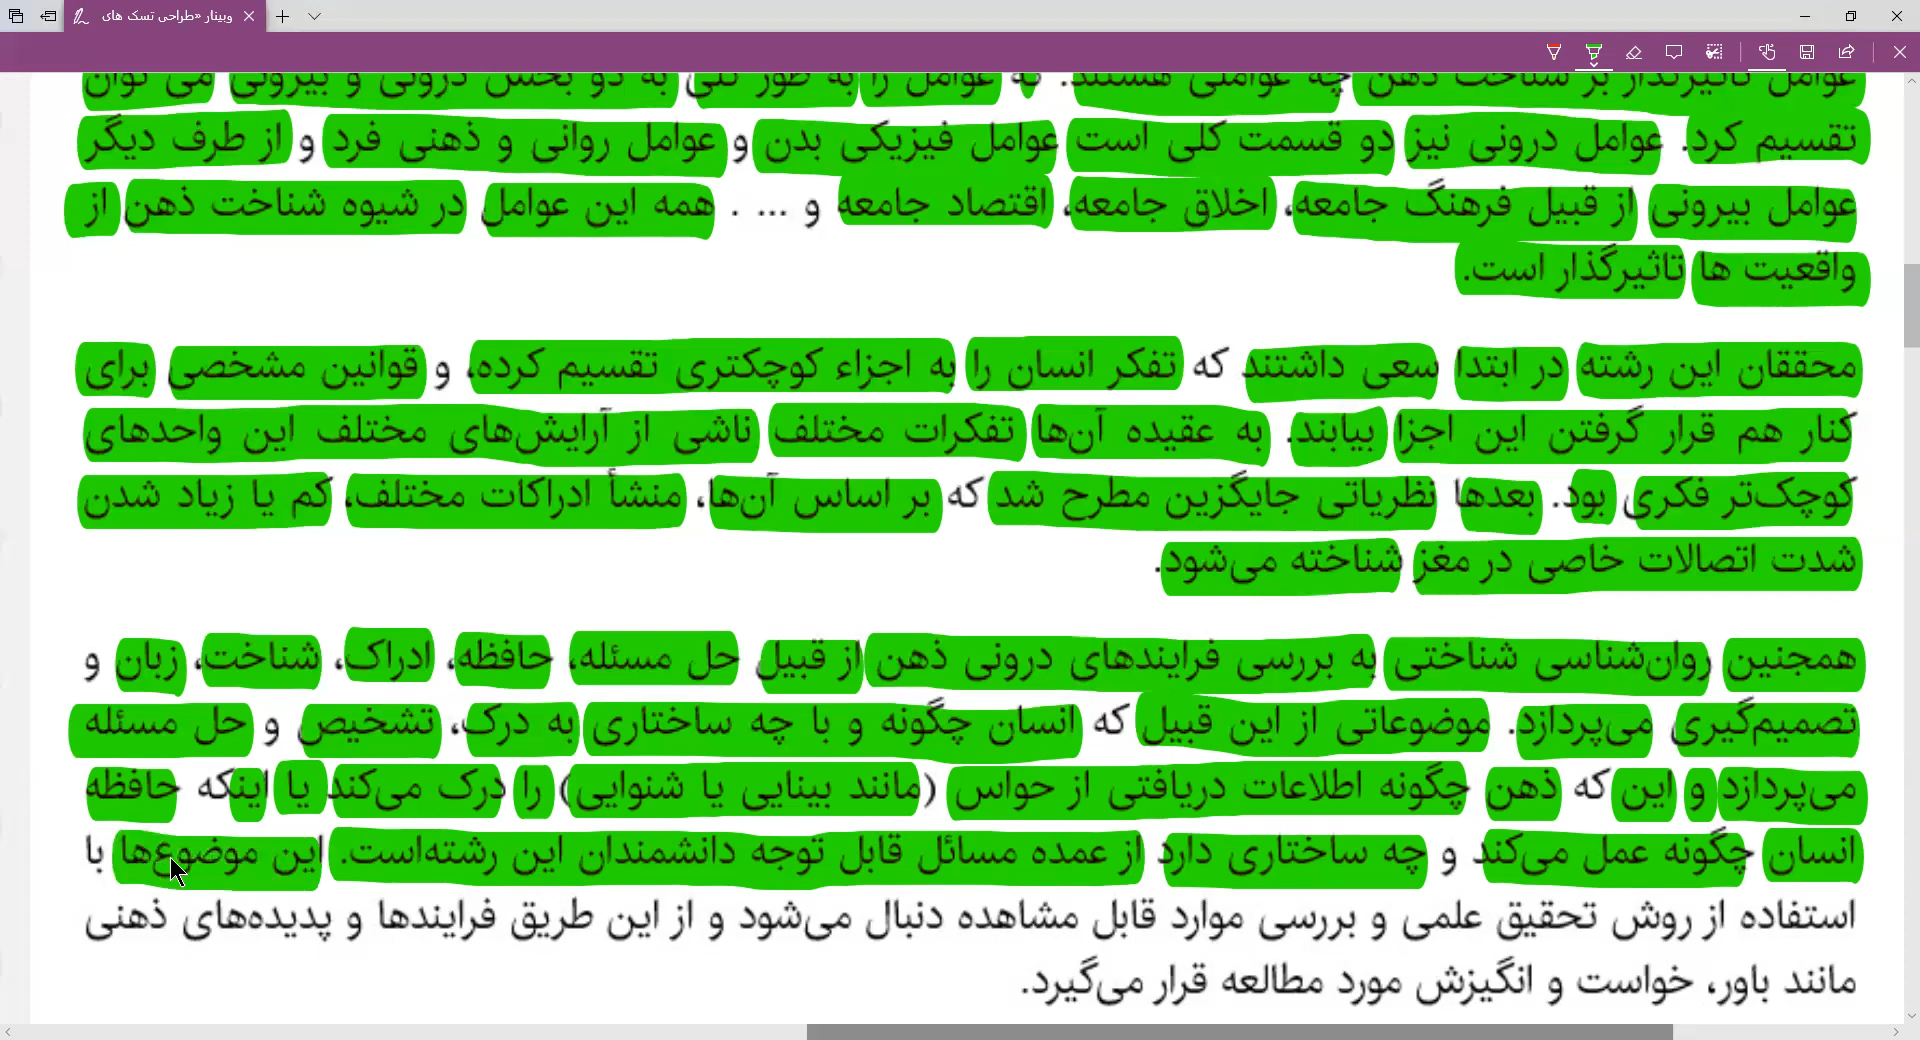 وبینار «طراحی تسک های
عوامل تاثیرگذار بر شناخت ذهن چه عواملی هستند. عوامل را به طور کلی به دو بخش درونی و بیرونی می توان
تقسیم کرد. عوامل درونی نیز دو قسمت کلی است عوامل فیزیکی بدن و عوامل روانی و ذهنی فرد و از طرف دیگر
عوامل بیرونی از قبیل فرهنگ جامعه، اخلاق جامعه، اقتصاد جامعه و ... . همه این عوامل در شیوه شناخت ذهن از
واقعیت ها تاثیرگذار است.
محققان این رشته در ابتدا سعی داشتند که تفکر انسان را به اجزاء کوچکتری تقسیم کرده، و قوانین مشخصی برای
کنار هم قرار گرفتن این اجزا بیابند. به عقیده آن‌ها تفکرات مختلف ناشی از آرایش‌های مختلف این واحدهای
کوچک‌تر فکری بود. بعدها نظریاتی جایگزین مطرح شد که بر اساس آن‌ها، منشأ ادراکات مختلف، کم یا زیاد شدن
شدت اتصالات خاصی در مغز شناخته می‌شود.
همچنین روان‌شناسی شناختی به بررسی فرایندهای درونی ذهن از قبیل حل مسئله، حافظه، ادراک، شناخت، زبان و
تصمیم‌گیری می‌پردازد. موضوعاتی از این قبیل که انسان چگونه و با چه ساختاری به درک، تشخیص و حل مسئله
می‌پردازد و این که ذهن چگونه اطلاعات دریافتی از حواس (مانند بینایی یا شنوایی) را درک می‌کند یا اینکه حافظه
انسان چگونه عمل می‌کند و چه ساختاری دارد از عمده مسائل قابل توجه دانشمندان این رشته‌است. این موضوع‌ها با
استفاده از روش تحقیق علمی و بررسی موارد قابل مشاهده دنبال می‌شود و از این طریق فرایندها و پدیده‌های ذهنی
مانند باور، خواست و انگیزش مورد مطالعه قرار می‌گیرد.